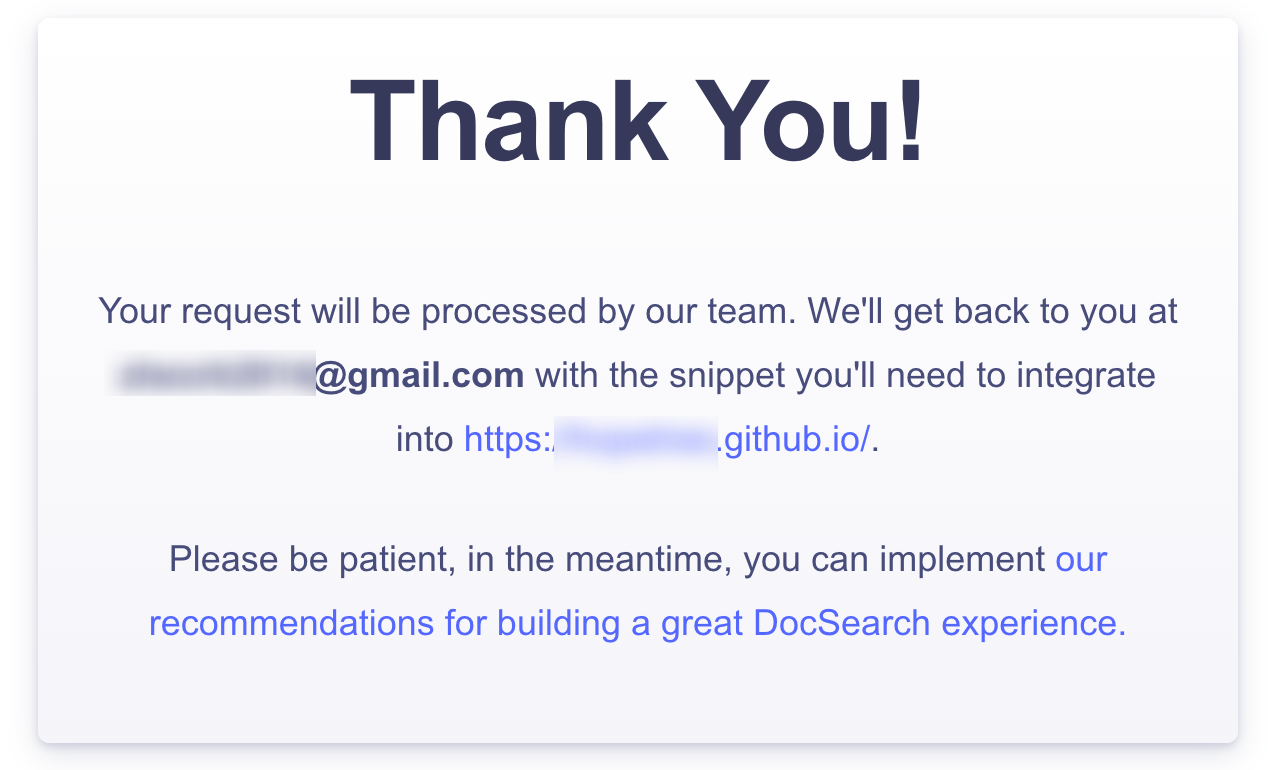 Thank You!
Your request will be processed by our team. We'll get back to you at
@gmail.com with the snippet you'll need to integrate
into https:/.github.io/.
Please be patient, in the meantime, you can implement our
recommendations for building a great DocSearch experience.